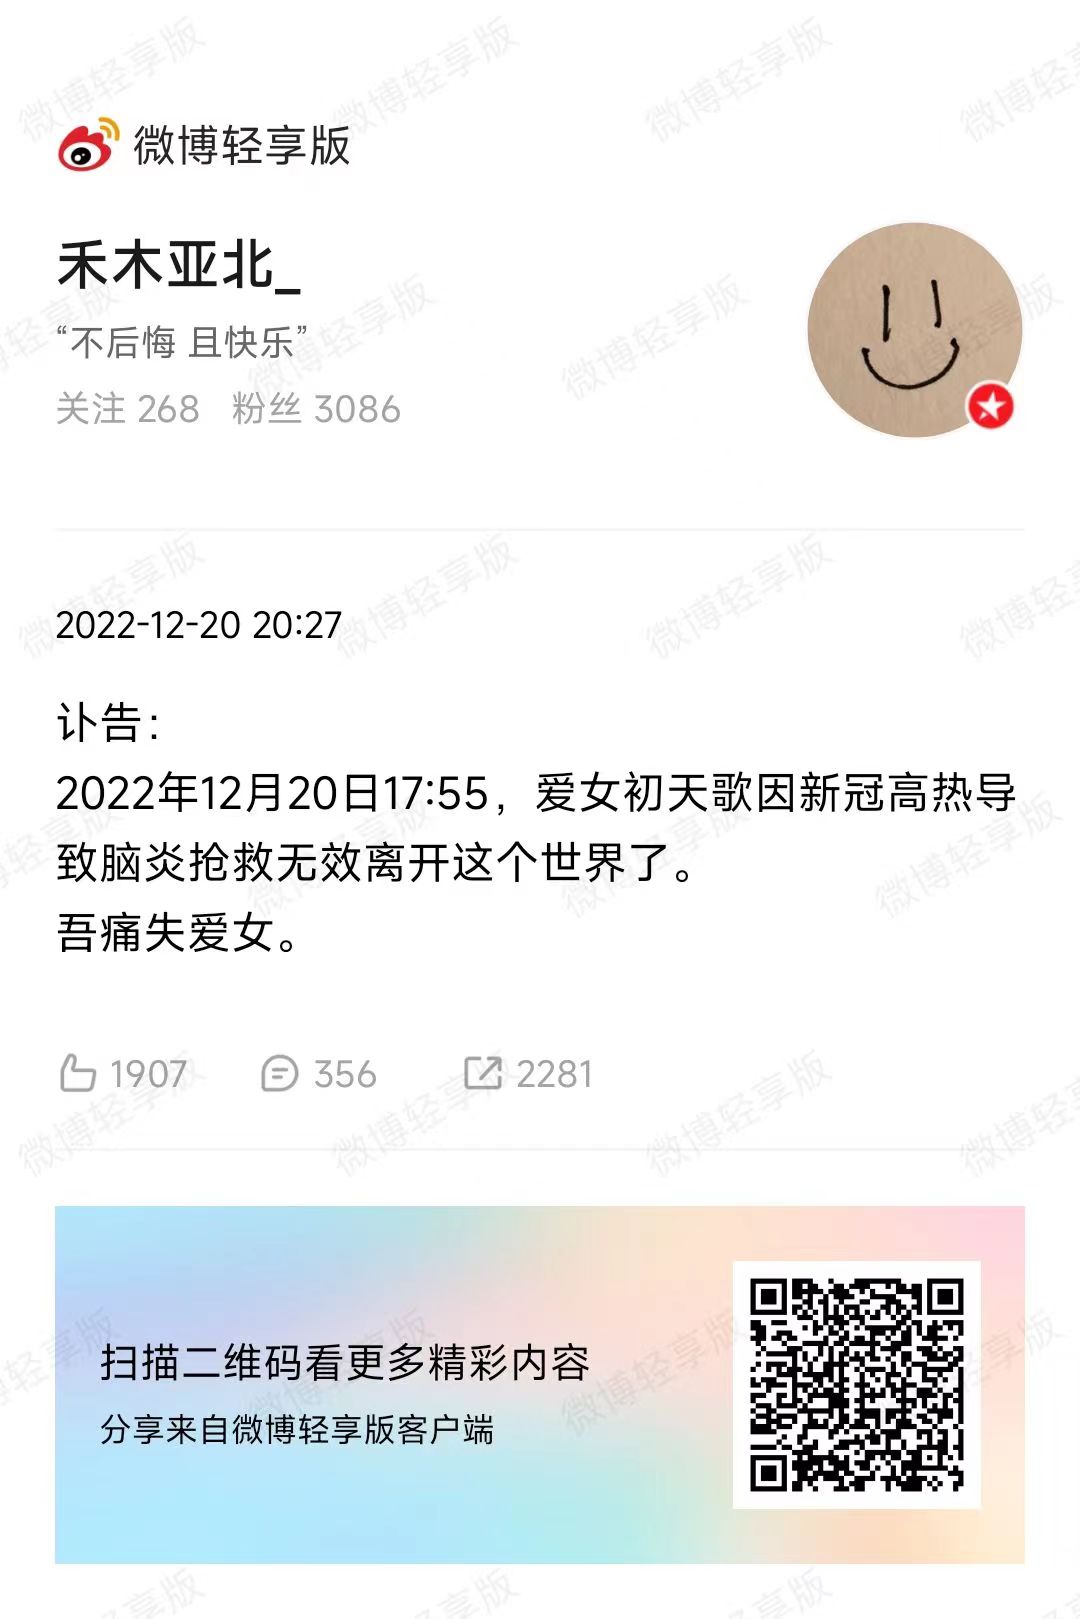 微博轻享版
禾木亚北_
“不后悔 且快乐”
关注 268 粉丝 3086
2022-12-20 20:27
讣告：
2022年12月20日17:55，爱女初天歌因新冠高热导
致脑炎抢救无效离开这个世界了。
吾痛失爱女。
1907 356 2281
扫描二维码看更多精彩内容
分享来自微博轻享版客户端